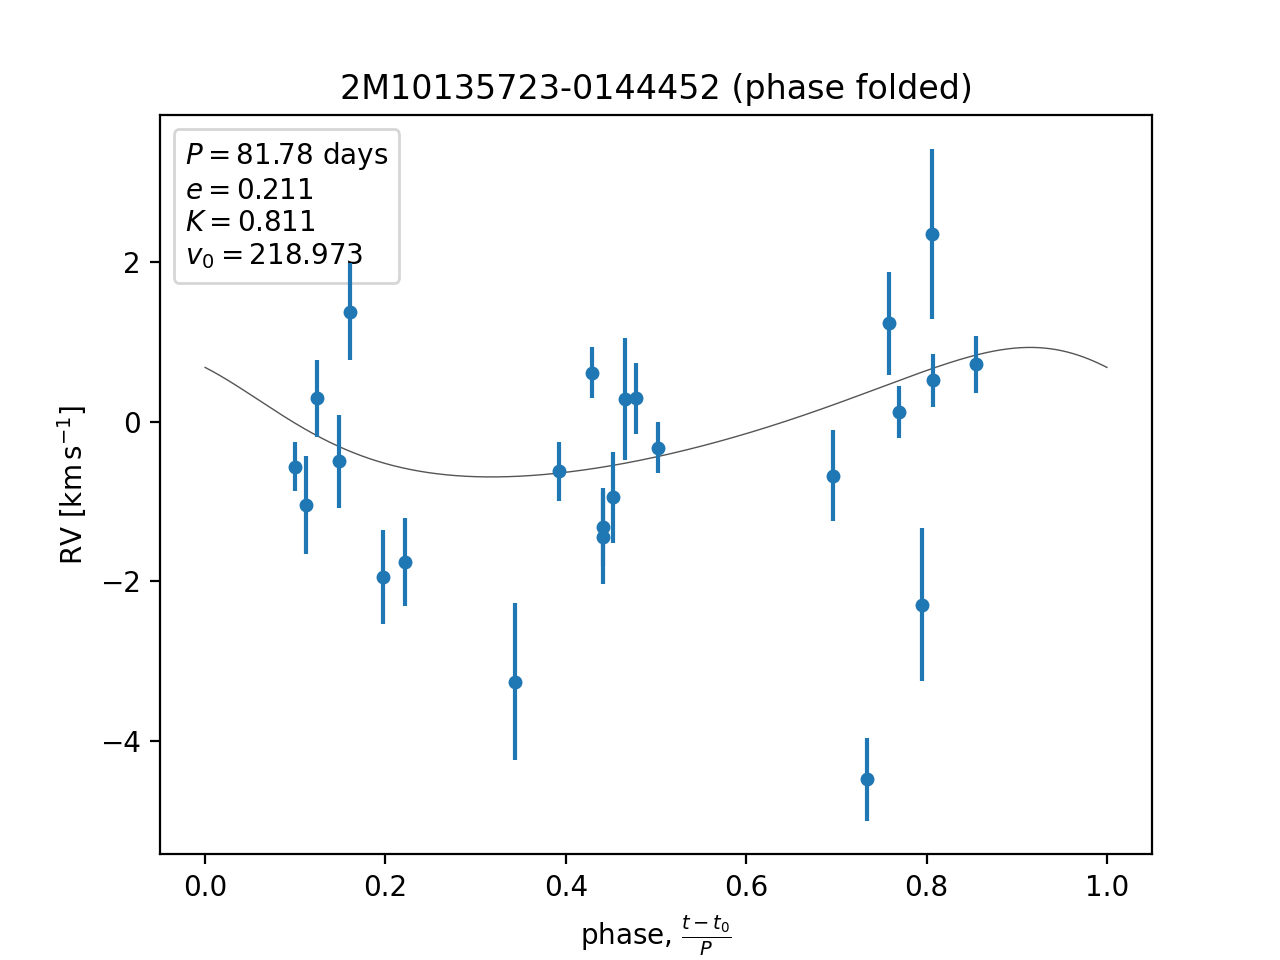 2M10135723-0144452 (phase folded)
P = 81.78 days
e = 0.211
K = 0.811
v₀ = 218.973
2
0
−2
−4
RV [km s⁻¹]
0.0 0.2 0.4 0.6 0.8 1.0
phase, (t − t₀)/P